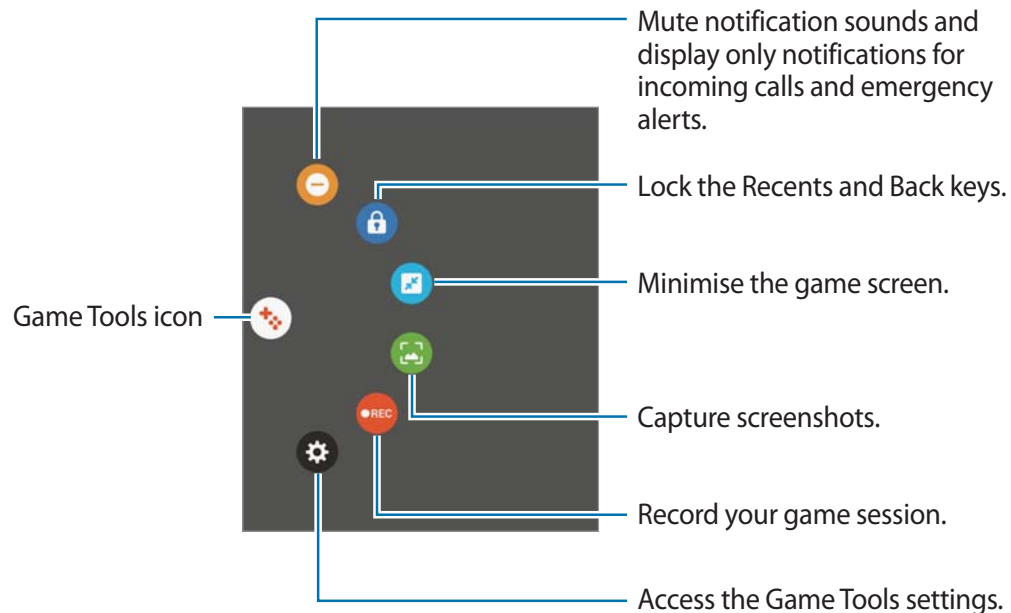 Mute notification sounds and
display only notifications for
incoming calls and emergency
alerts.
Lock the Recents and Back keys.
Minimise the game screen.
Game Tools icon
Capture screenshots.
REC
Record your game session.
Access the Game Tools settings.